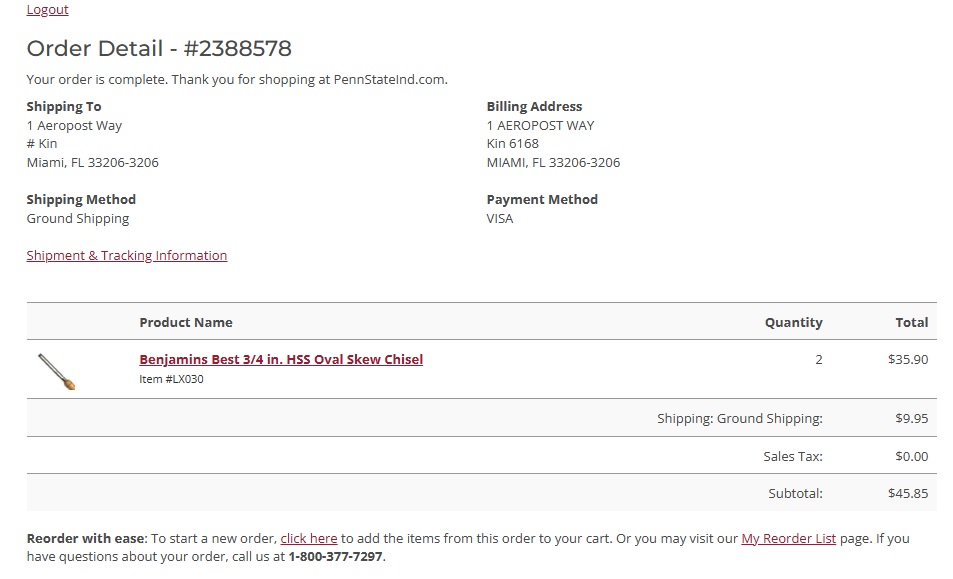 Logout
Order Detail - #2388578
Your order is complete. Thank you for shopping at PennStateInd.com.
Shipping To
1 Aeropost Way
# Kin
Miami, FL 33206-3206
Billing Address
1 AEROPOST WAY
Kin 6168
MIAMI, FL 33206-3206
Shipping Method
Ground Shipping
Payment Method
VISA
Shipment & Tracking Information
Product Name Quantity Total
Benjamins Best 3/4 in. HSS Oval Skew Chisel 2 $35.90
Item #LX030
Shipping: Ground Shipping: $9.95
Sales Tax: $0.00
Subtotal: $45.85
Reorder with ease: To start a new order, click here to add the items from this order to your cart. Or you may visit our My Reorder List page. If you
have questions about your order, call us at 1-800-377-7297.